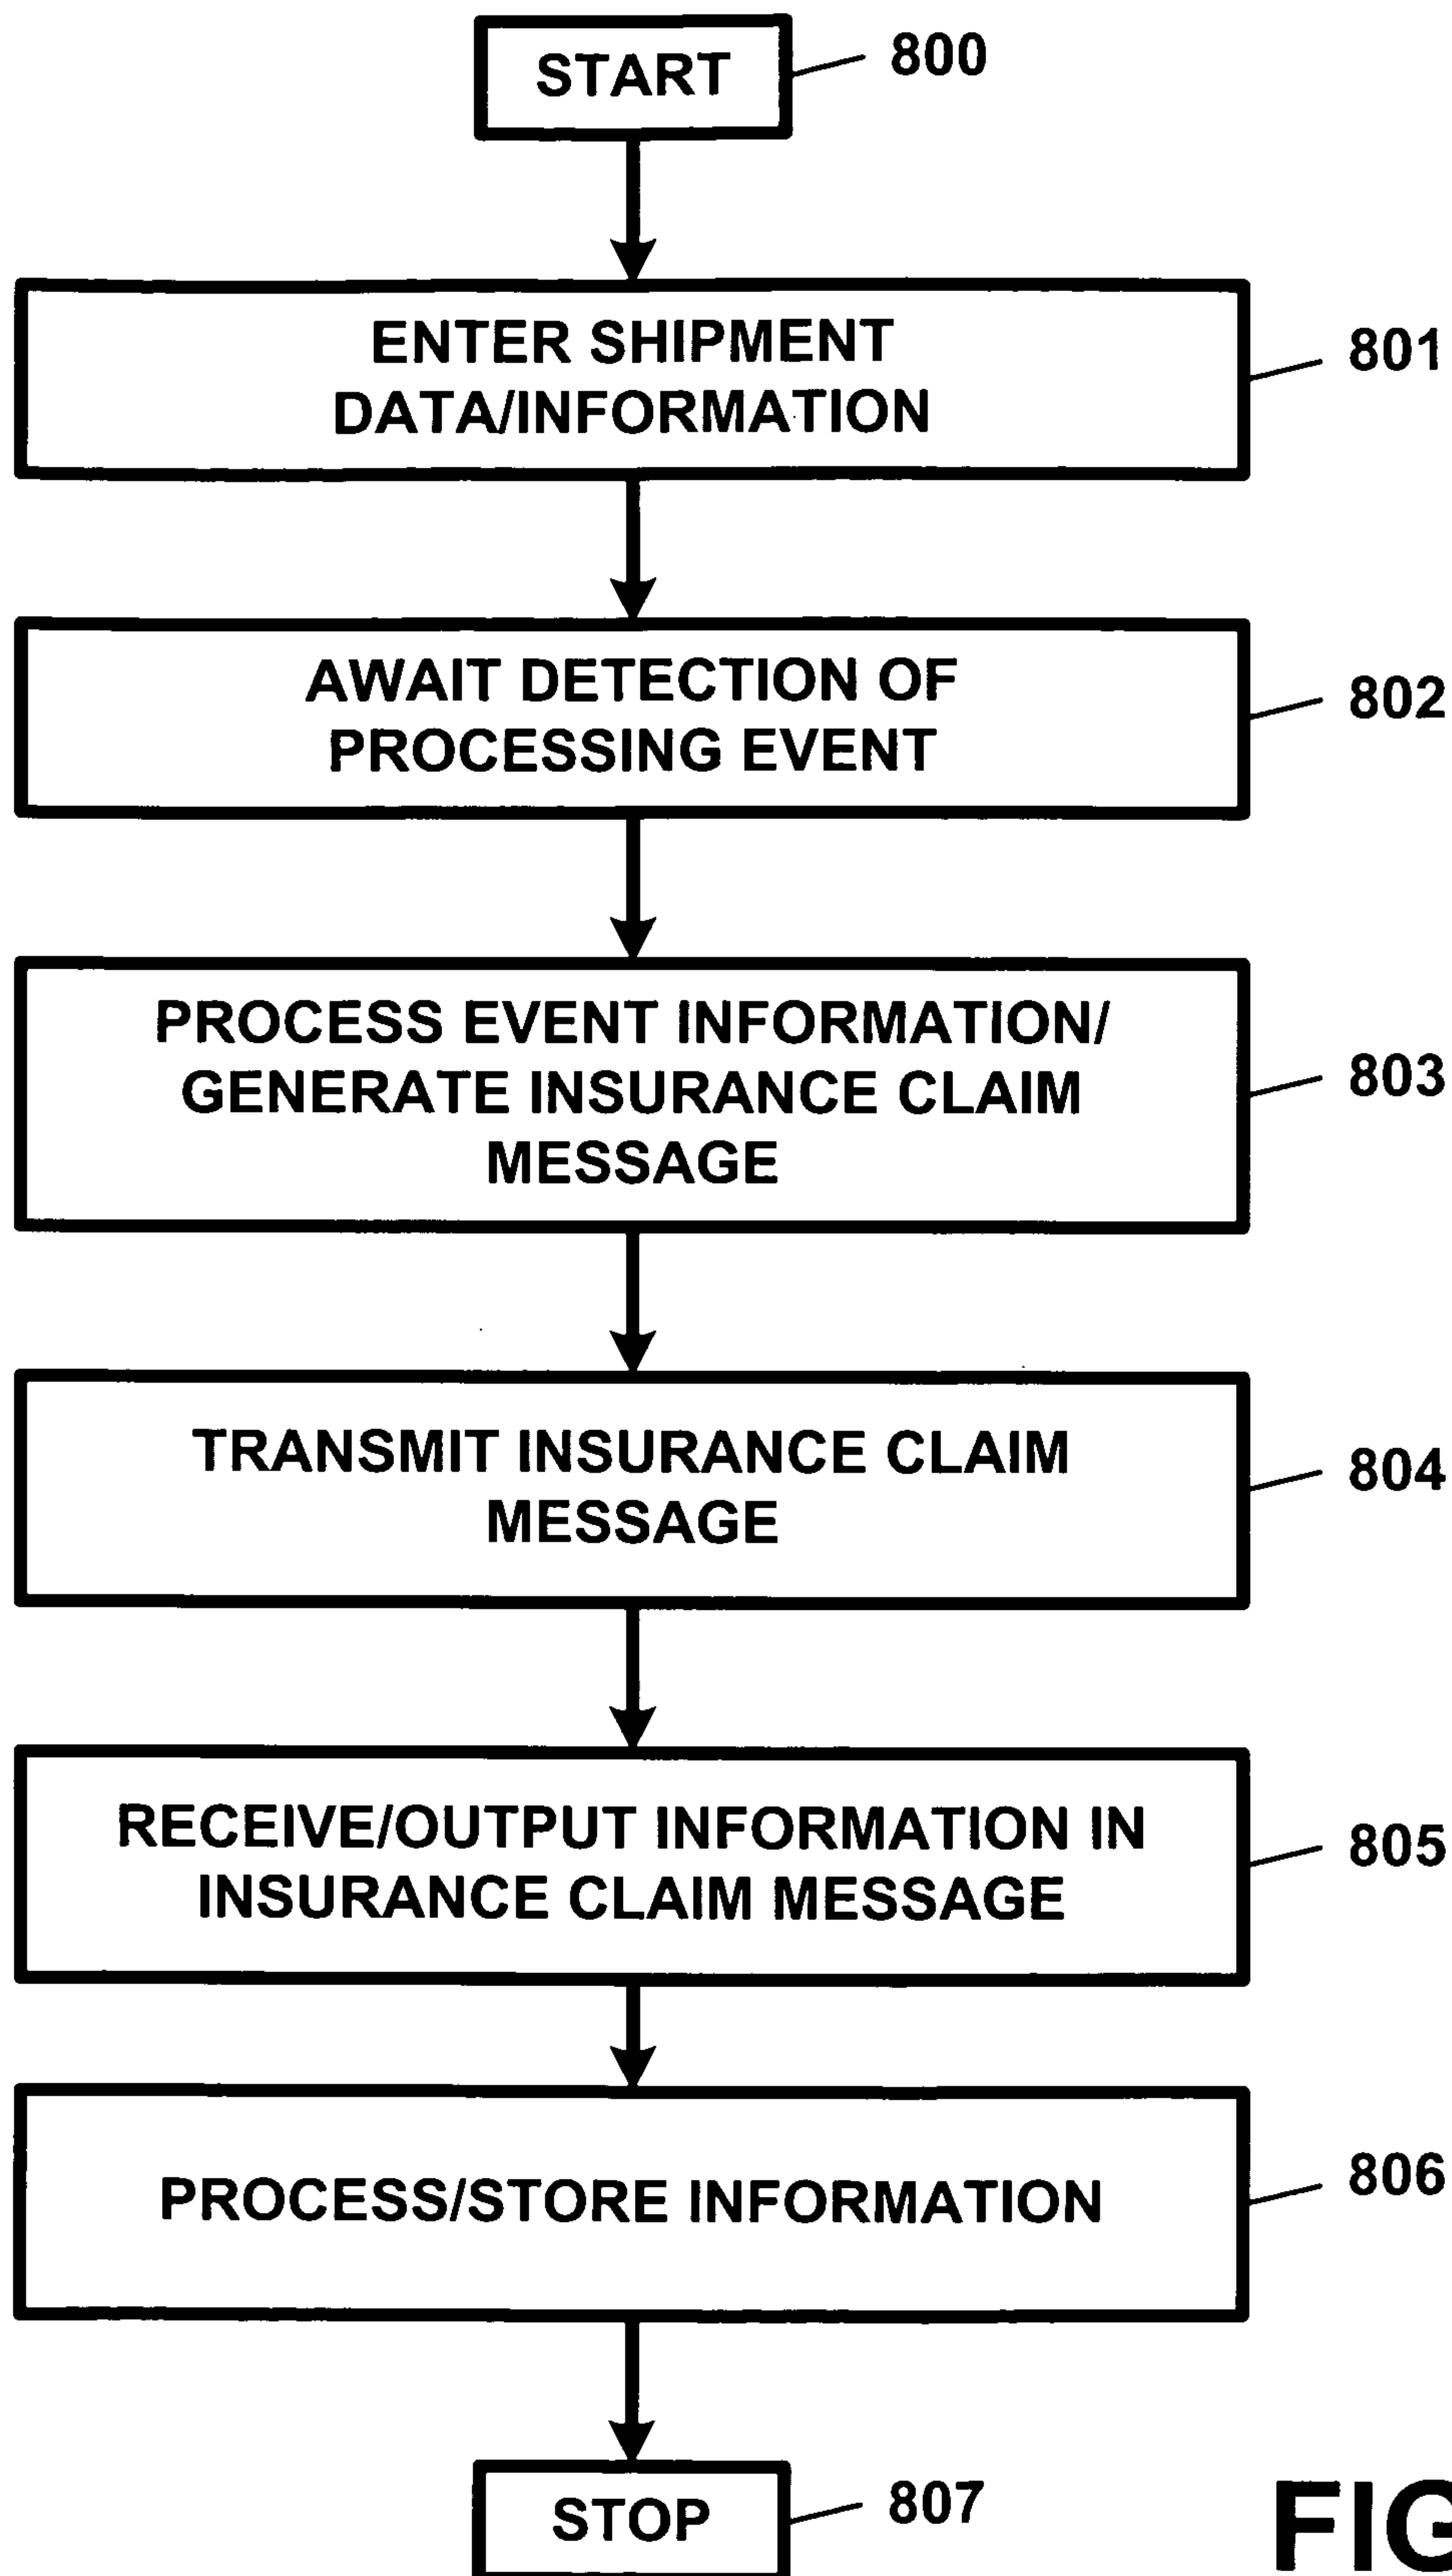 START
800
ENTER SHIPMENT
DATA/INFORMATION
801
AWAIT DETECTION OF
PROCESSING EVENT
802
PROCESS EVENT INFORMATION/
GENERATE INSURANCE CLAIM
MESSAGE
803
TRANSMIT INSURANCE CLAIM
MESSAGE
804
RECEIVE/OUTPUT INFORMATION IN
INSURANCE CLAIM MESSAGE
805
PROCESS/STORE INFORMATION
806
STOP
807
FIG